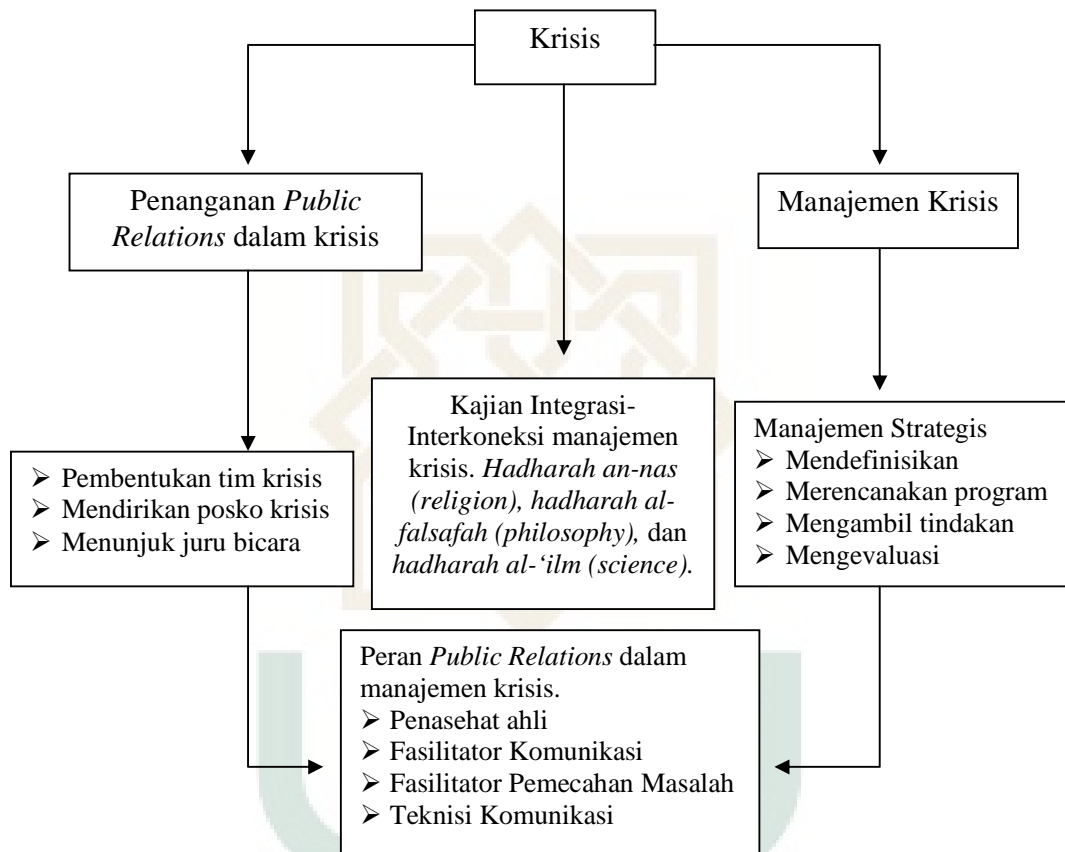 Krisis
Penanganan Public
Relations dalam krisis
Manajemen Krisis
Kajian Integrasi-
Interkoneksi manajemen
krisis. Hadharah an-nas
(religion), hadharah al-
falsafah (philosophy), dan
hadharah al-‘ilm (science).
Manajemen Strategis
➢ Mendefinisikan
➢ Merencanakan program
➢ Mengambil tindakan
➢ Mengevaluasi
➢ Pembentukan tim krisis
➢ Mendirikan posko krisis
➢ Menunjuk juru bicara
Peran Public Relations dalam
manajemen krisis.
➢ Penasehat ahli
➢ Fasilitator Komunikasi
➢ Fasilitator Pemecahan Masalah
➢ Teknisi Komunikasi